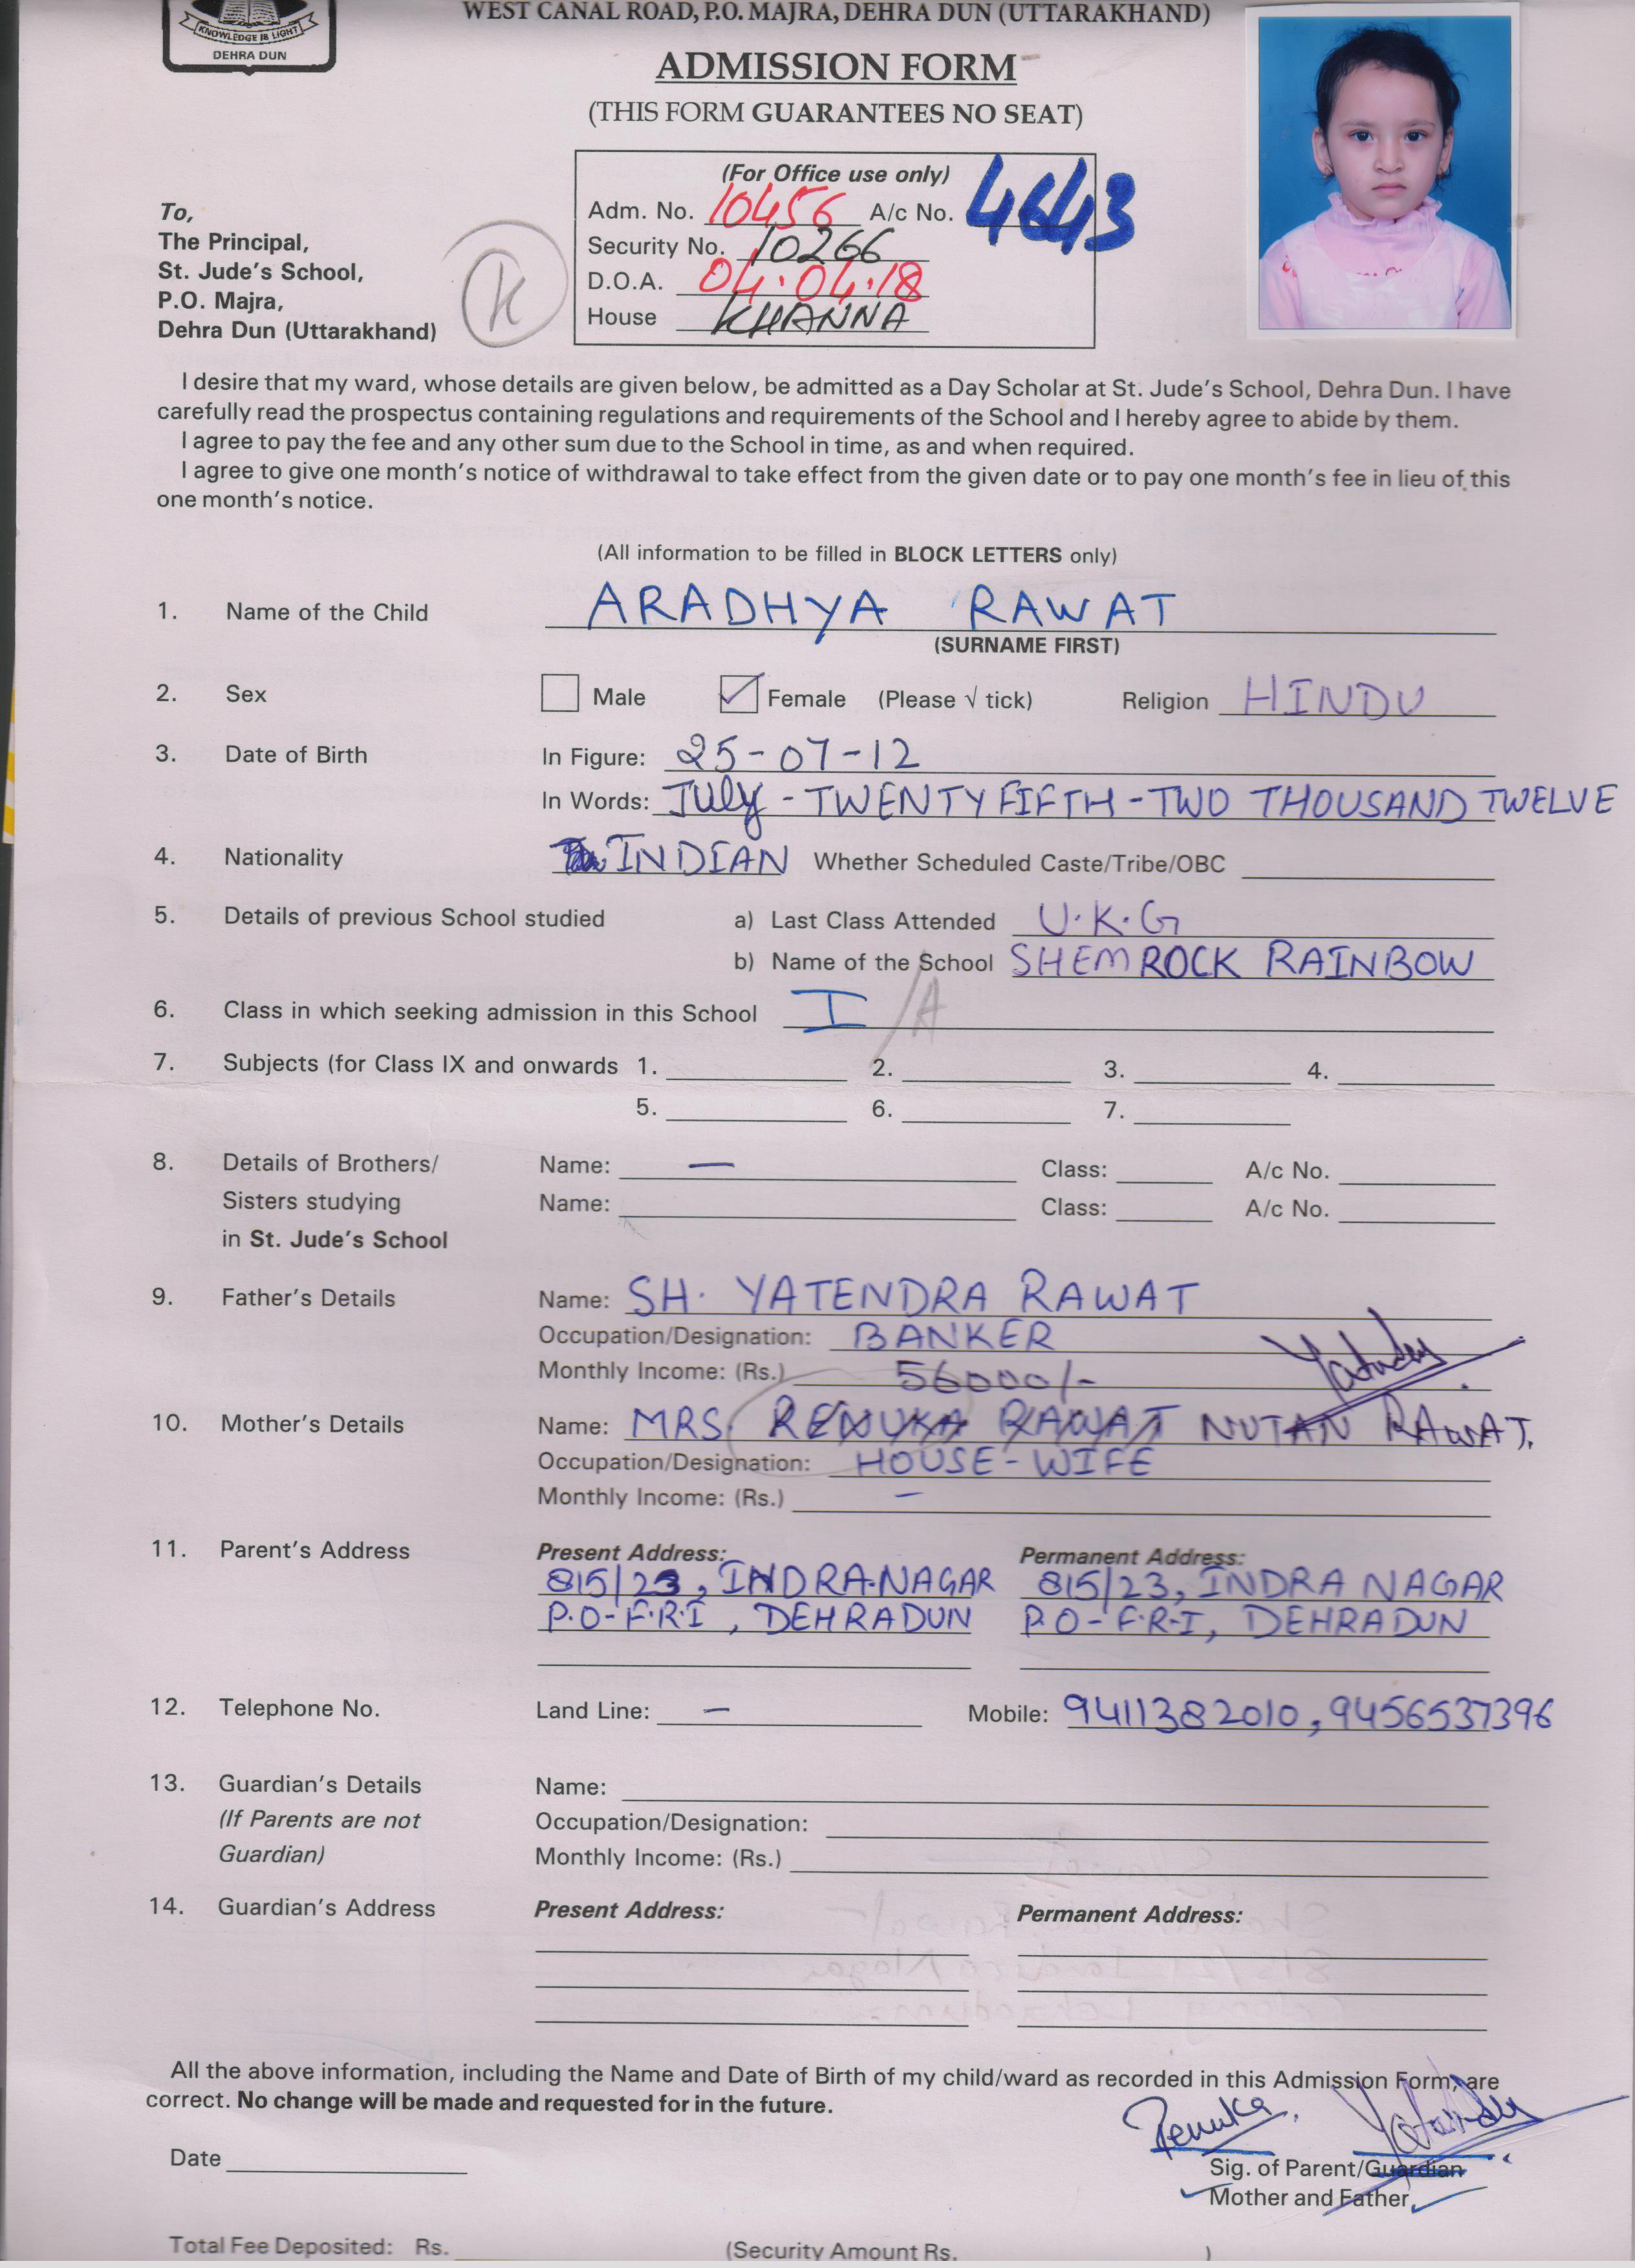 KNOWLEDGE IS LIGHT
DEHRA DUN
WEST CANAL ROAD, P.O. MAJRA, DEHRA DUN (UTTARAKHAND)
ADMISSION FORM
(THIS FORM GUARANTEES NO SEAT)
(For Office use only)
Adm. No. 10456 A/c No. 4643
Security No. 10266
D.O.A. 04.04.18
House KHANNA
To,
The Principal,
St. Jude's School,
P.O. Majra,
Dehra Dun (Uttarakhand)
K
I desire that my ward, whose details are given below, be admitted as a Day Scholar at St. Jude's School, Dehra Dun. I have
carefully read the prospectus containing regulations and requirements of the School and I hereby agree to abide by them.
I agree to pay the fee and any other sum due to the School in time, as and when required.
I agree to give one month's notice of withdrawal to take effect from the given date or to pay one month's fee in lieu of this
one month's notice.
(All information to be filled in BLOCK LETTERS only)
1. Name of the Child ARADHYA RAWAT
(SURNAME FIRST)
2. Sex Male Female (Please √ tick) Religion HINDU
3. Date of Birth In Figure: 25-07-12
In Words: July - TWENTY FIFTH - TWO THOUSAND TWELVE
4. Nationality INDIAN Whether Scheduled Caste/Tribe/OBC
5. Details of previous School studied a) Last Class Attended U.K.G
b) Name of the School SHEMROCK RAINBOW
6. Class in which seeking admission in this School I /A
7. Subjects (for Class IX and onwards 1. 2. 3. 4.
5. 6. 7.
8. Details of Brothers/ Name: — Class: A/c No.
Sisters studying Name: Class: A/c No.
in St. Jude's School
9. Father's Details Name: SH. YATENDRA RAWAT
Occupation/Designation: BANKER
Monthly Income: (Rs.) 56000/-
10. Mother's Details Name: MRS. RENUKA RAWAT NUTAN RAWAT.
Occupation/Designation: HOUSE-WIFE
Monthly Income: (Rs.) —
11. Parent's Address Present Address: Permanent Address:
815/23, INDRA NAGAR 815/23, INDRA NAGAR
P.O-F.R.I, DEHRADUN P.O-F.R.I, DEHRADUN
12. Telephone No. Land Line: — Mobile: 9411382010, 9456537396
13. Guardian's Details Name:
(If Parents are not Occupation/Designation:
Guardian) Monthly Income: (Rs.)
14. Guardian's Address Present Address: Permanent Address:
All the above information, including the Name and Date of Birth of my child/ward as recorded in this Admission Form, are
correct. No change will be made and requested for in the future.
Renuka.
Date
Sig. of Parent/Guardian
Mother and Father
Total Fee Deposited: Rs. (Security Amount Rs. )